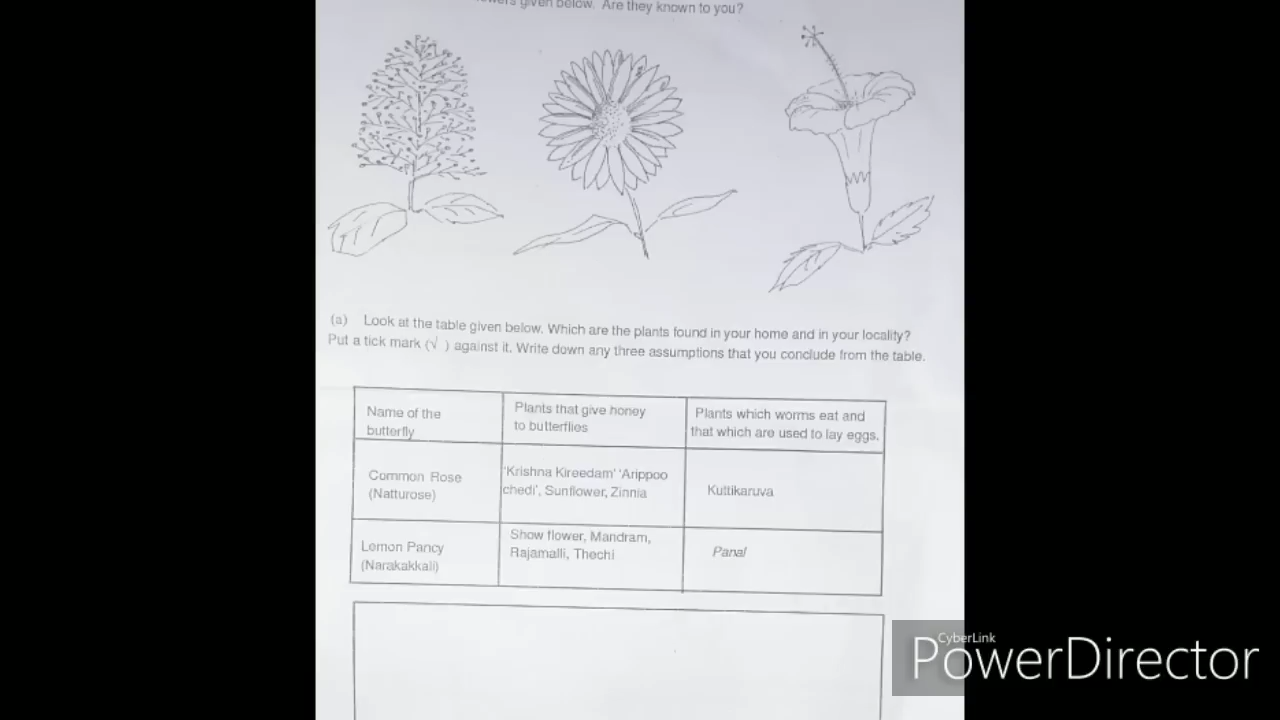 given below. Are they known to you?
(a) Look at the table given below. Which are the plants found in your home and in your locality?
Put a tick mark (√ ) against it. Write down any three assumptions that you conclude from the table.
Name of the
butterfly
Plants that give honey
to butterflies
Plants which worms eat and
that which are used to lay eggs.
Common Rose
(Natturose)
'Krishna Kireedam' 'Arippoo
chedi', Sunflower, Zinnia
Kuttikaruva
Lemon Pancy
(Narakakkali)
Show flower, Mandram,
Rajamalli, Thechi
Panal
CyberLink
PowerDirector